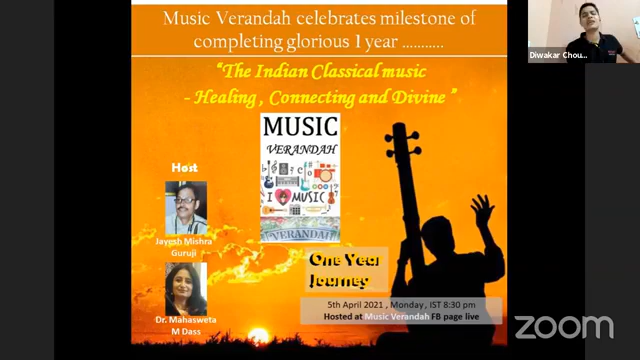 Music Verandah celebrates milestone of
completing glorious 1 year ...........
"The Indian Classical music
- Healing , Connecting and Divine "
MUSIC
VERANDAH
I MUSIC
VERANDAH
Host
Jayesh Mishra
Guruji
Dr. Mahasweta
M Dass
One Year
Journey
5th April 2021 , Monday, IST 8:30 pm
Hosted at Music Verandah FB page live
Diwakar Chou...
zoom